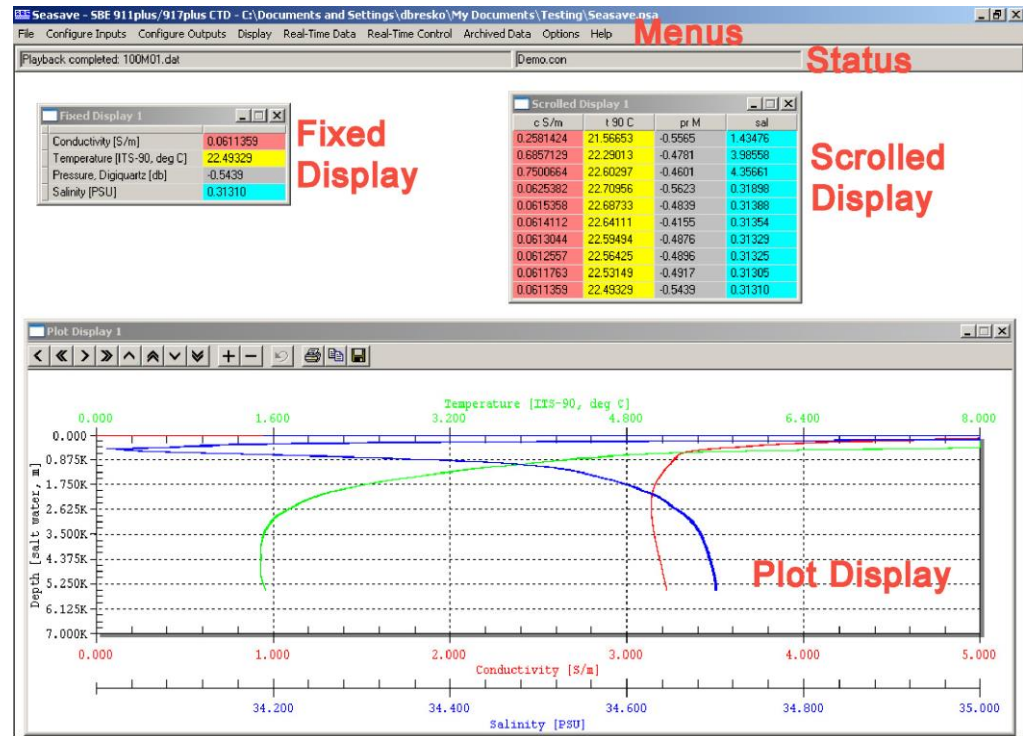 SBE Seasave - SBE 911plus/917plus CTD - C:\Documents and Settings\dbresko\My Documents\Testing\Seasave.psa
File Configure Inputs Configure Outputs Display Real-Time Data Real-Time Control Archived Data Options Help
Menus
Playback completed: 100M01.dat
Demo.con
Status
Fixed Display 1
Conductivity [S/m] 0.0611359
Temperature [ITS-90, deg C] 22.49329
Pressure, Digiquartz [db] -0.5439
Salinity [PSU] 0.31310
Fixed
Display
Scrolled Display 1
c S/m t 90 C pr M sal
0.2581424 21.56653 -0.5565 1.43476
0.6857129 22.29013 -0.4781 3.98558
0.7500664 22.60297 -0.4601 4.35661
0.0625382 22.70956 -0.5623 0.31898
0.0615358 22.68733 -0.4839 0.31388
0.0614112 22.64111 -0.4155 0.31354
0.0613044 22.59494 -0.4876 0.31329
0.0612557 22.56425 -0.4896 0.31325
0.0611763 22.53149 -0.4917 0.31305
0.0611359 22.49329 -0.5439 0.31310
Scrolled
Display
Plot Display 1
Temperature [ITS-90, deg C]
0.000 1.600 3.200 4.800 6.400 8.000
Depth [salt water, m]
0.000
0.875K
1.750K
2.625K
3.500K
4.375K
5.250K
6.125K
7.000K
Plot Display
0.000 1.000 2.000 3.000 4.000 5.000
Conductivity [S/m]
34.200 34.400 34.600 34.800 35.000
Salinity [PSU]